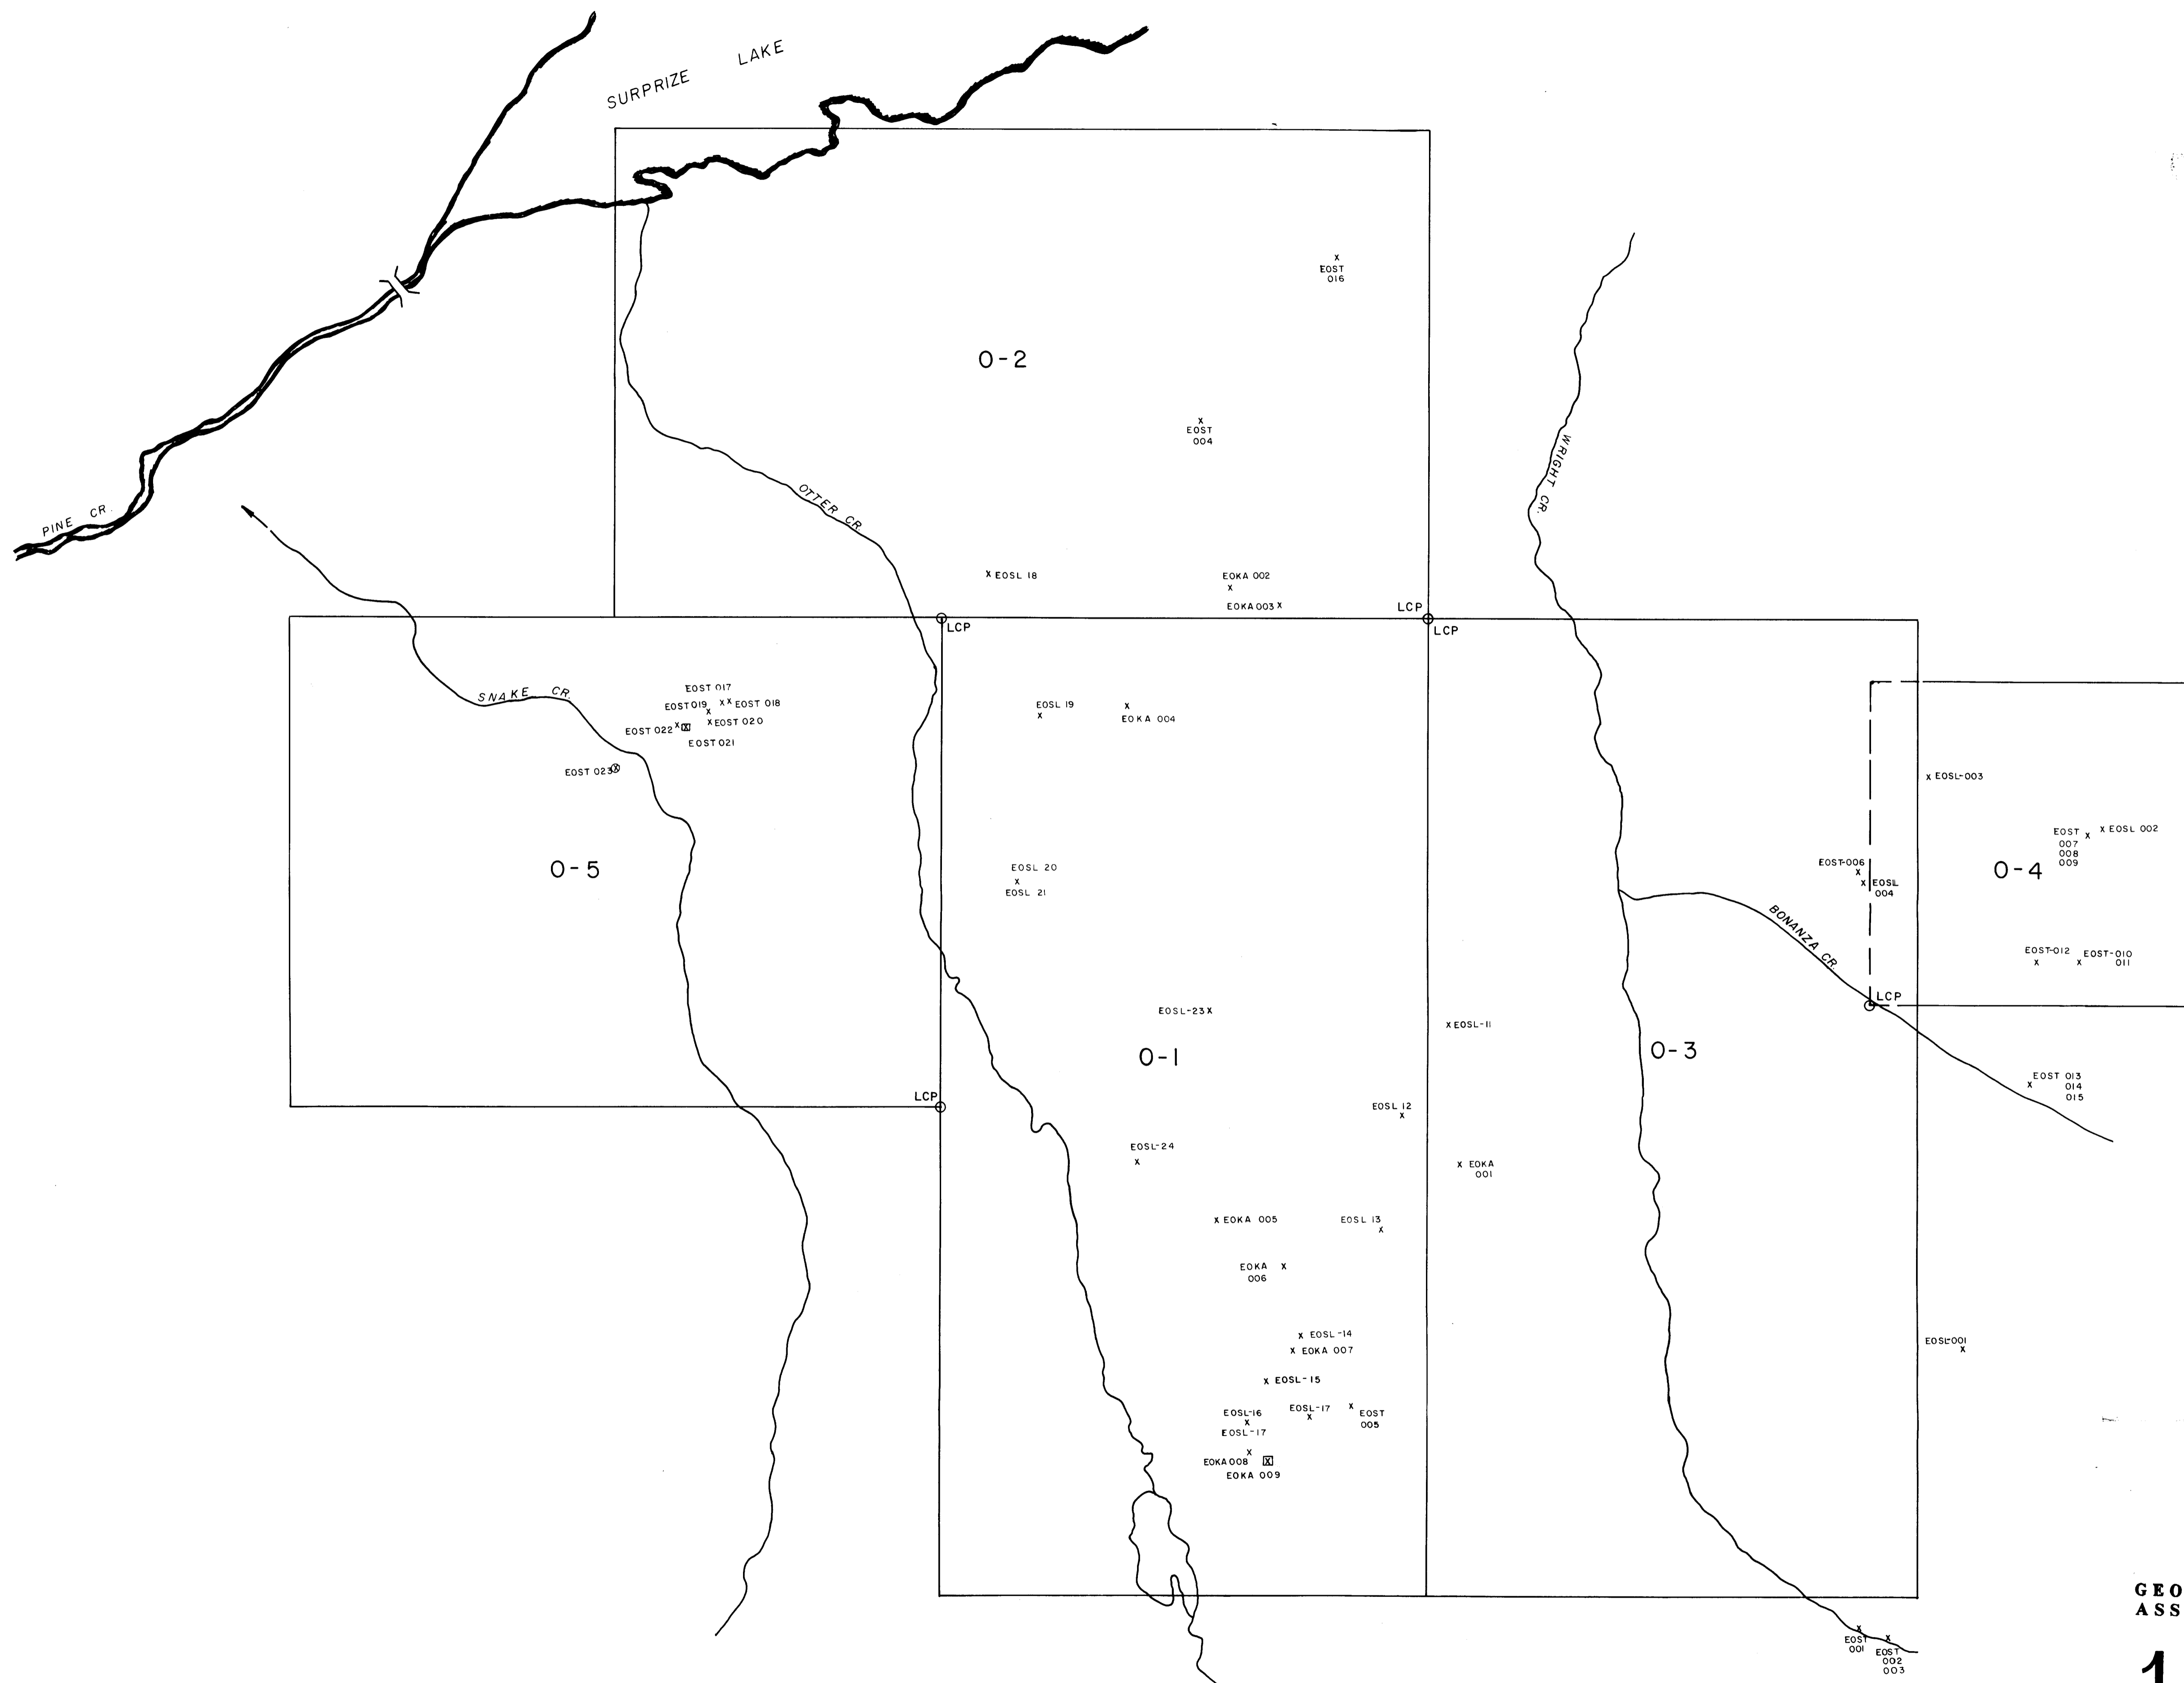 SURPRIZE LAKE
EOST
016
O-2
EOST
004
WRIGHT CR.
OTTER CR
PINE CR.
EOSL 18
EOKA 002
EOKA 003
LCP
LCP
LCP
SNAKE CR.
EOST 017
EOST 019
EOST 018
EOST 020
EOST 022
EOST 021
EOST 023
EOSL 19
EOKA 004
EOSL-003
EOST
007
008
009
EOSL 002
EOST-006
EOSL
004
O-4
O-5
EOSL 20
EOSL 21
BONANZA CR.
EOST-012
EOST-010
011
LCP
EOSL-23
EOSL-11
O-1
O-3
EOST 013
014
015
LCP
EOSL 12
EOSL-24
EOKA
001
EOKA 005
EOSL 13
EOKA
006
EOSL-14
EOKA 007
EOSL-001
EOSL-15
EOSL-16
EOSL-17
EOSL-17
EOST
005
EOKA 008
EOKA 009
GEO
ASS
EOST
001
EOST
002
003
1